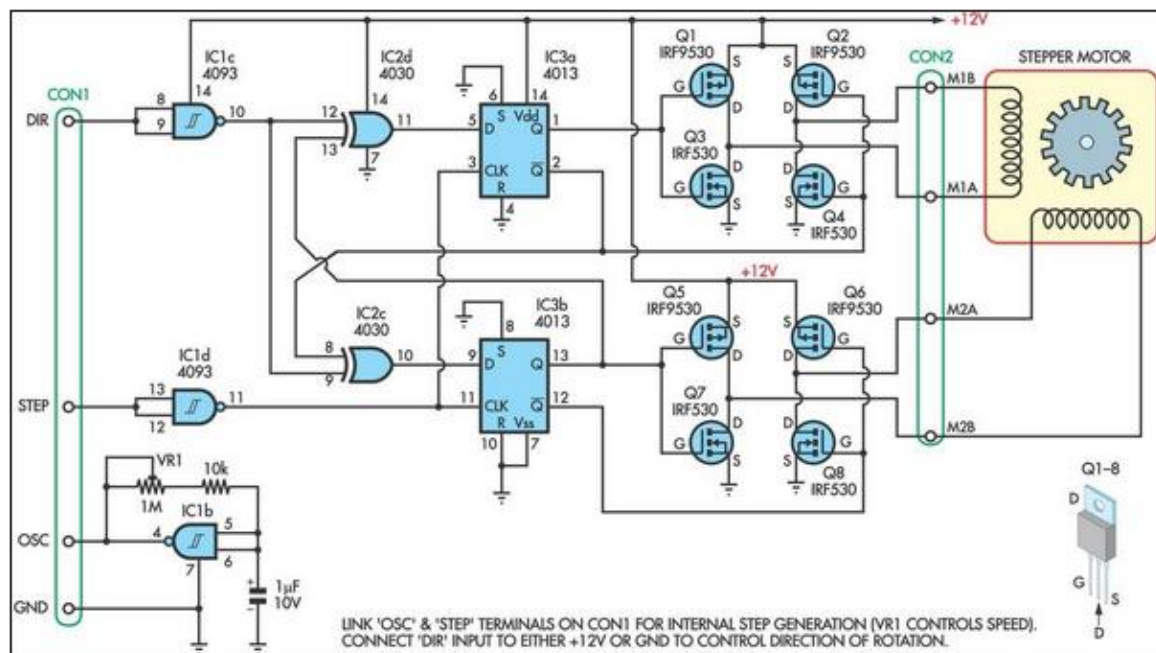 +12V
IC1c
4093
14
8
9
10
CON1
DIR
IC2d
4030
14
12
13
11
7
IC3a
4013
6
14
S
Vdd
5
D
Q
1
3
CLK
Q
2
R
4
Q1
IRF9530
S
G
D
Q2
IRF9530
S
G
D
Q3
IRF530
D
G
S
D
G
S
Q4
IRF530
CON2
STEPPER MOTOR
M1B
M1A
M2A
M2B
IC2c
4030
8
9
10
IC3b
4013
8
S
9
D
Q
13
11
CLK
Q
12
R
Vss
10
7
+12V
Q5
IRF9530
S
G
D
Q6
IRF9530
S
G
D
Q7
IRF530
D
G
S
D
G
S
Q8
IRF530
IC1d
4093
STEP
13
12
11
VR1
1M
10k
IC1b
OSC
4
5
6
7
+
1µF
10V
GND
Q1–8
D
G
S
D
LINK 'OSC' & 'STEP' TERMINALS ON CON1 FOR INTERNAL STEP GENERATION (VR1 CONTROLS SPEED).
CONNECT 'DIR' INPUT TO EITHER +12V OR GND TO CONTROL DIRECTION OF ROTATION.